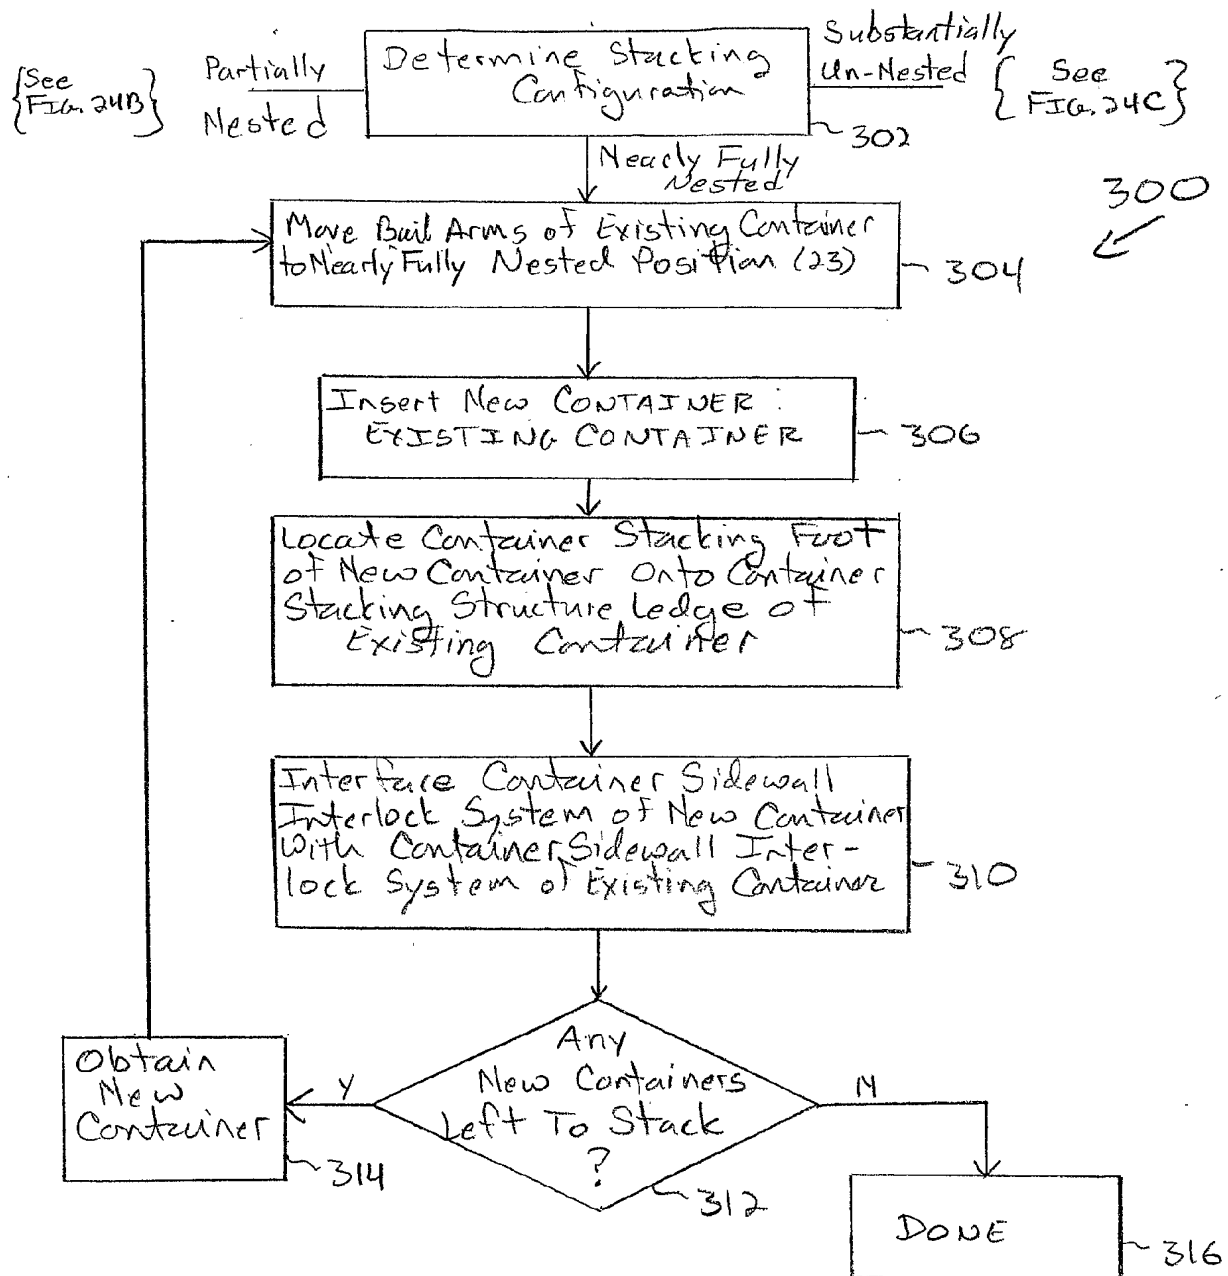 {See
FIG. 24B}
Partially
Nested
Determine Stacking
Configuration
302
Substantially
Un-Nested
{See
FIG. 24C}
Nearly Fully
Nested
300
Move Bail Arms of Existing Container
to Nearly Fully Nested Position (23)
304
Insert New CONTAINER :
EXISTING CONTAINER
306
Locate Container Stacking Foot
of New Container Onto Container
Stacking Structure Ledge of
Existing Container
308
Interface Container Sidewall
Interlock System of New Container
With Container Sidewall Inter-
lock System of Existing Container
310
Any
New Containers
Left To Stack
?
312
Y
N
Obtain
New
Container
314
DONE
316